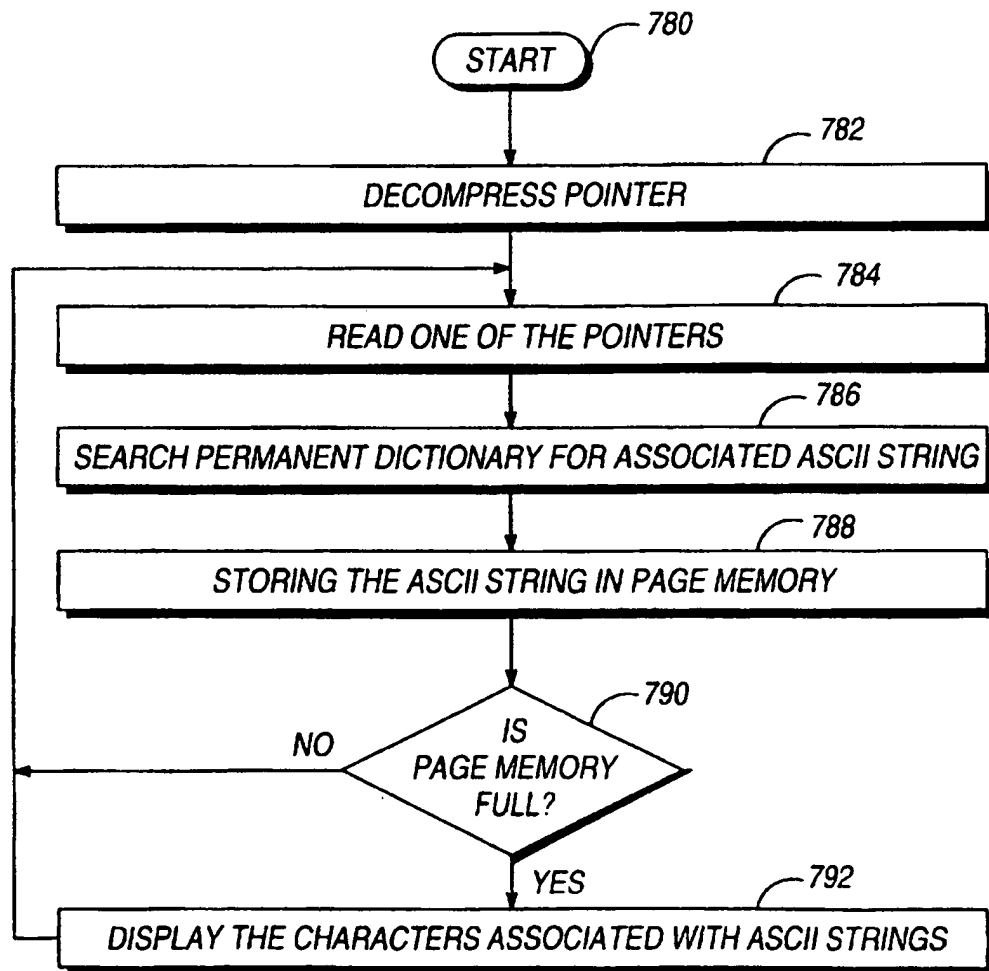 780
START
782
DECOMPRESS POINTER
784
READ ONE OF THE POINTERS
786
SEARCH PERMANENT DICTIONARY FOR ASSOCIATED ASCII STRING
788
STORING THE ASCII STRING IN PAGE MEMORY
790
NO
IS
PAGE MEMORY
FULL?
YES
792
DISPLAY THE CHARACTERS ASSOCIATED WITH ASCII STRINGS